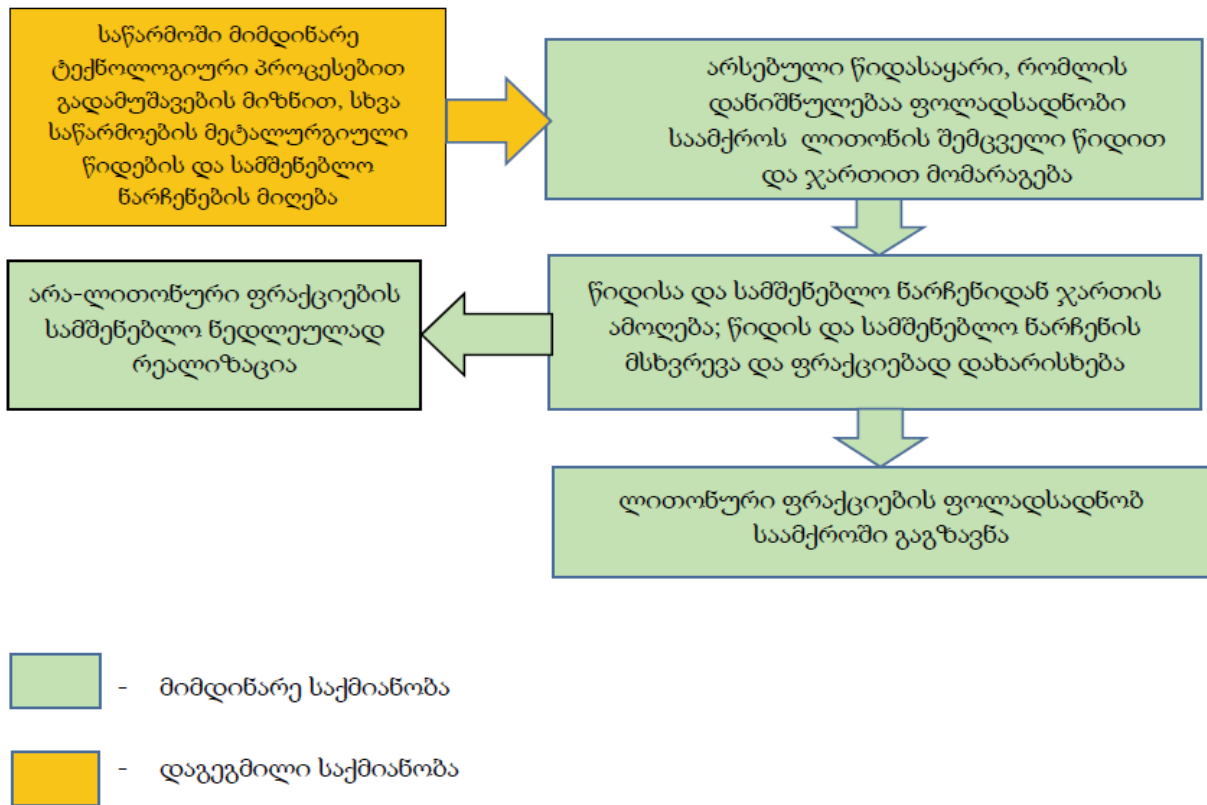 საწარმოში მიმდინარე
ტექნოლოგიური პროცესებით
გადამუშავების მიზნით, სხვა
საწარმოების მეტალურგიული
წიდების და სამშენებლო
ნარჩენების მიღება
არსებული წიდასაყარი, რომლის
დანიშნულებაა ფოლადსადნობი
საამქროს ლითონის შემცველი წიდით
და ჯართით მომარაგება
არა-ლითონური ფრაქციების
სამშენებლო ნედლეულად
რეალიზაცია
წიდისა და სამშენებლო ნარჩენიდან ჯართის
ამოღება; წიდის და სამშენებლო ნარჩენის
მსხვრევა და ფრაქციებად დახარისხება
ლითონური ფრაქციების ფოლადსადნობ
საამქროში გაგზავნა
- მიმდინარე საქმიანობა
- დაგეგმილი საქმიანობა